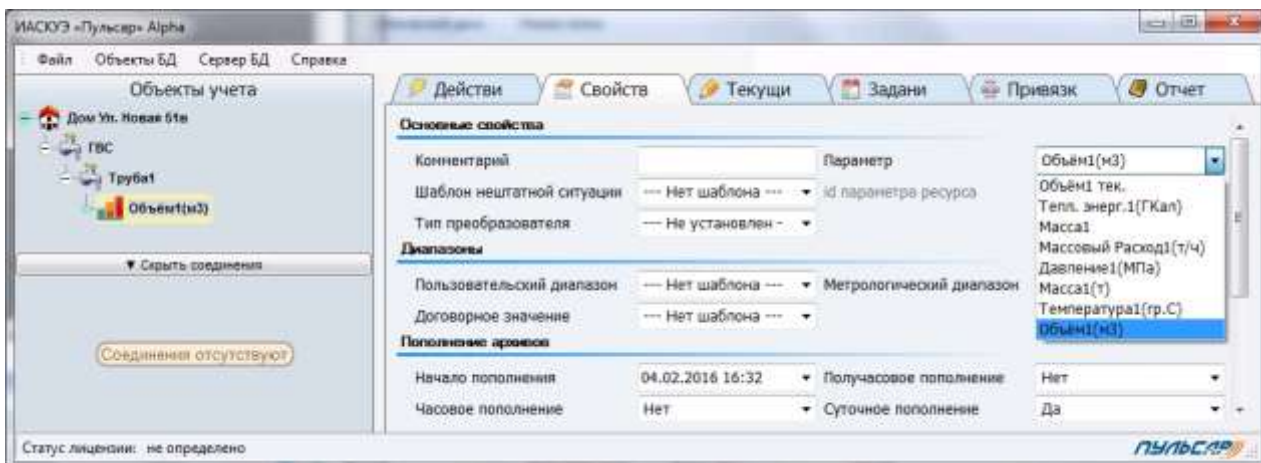 ИАСКУЭ «Пульсар» Alpha
Файл Объекты БД Сервер БД Справка
Объекты учета
Дом Ул. Новая 61в
ГВС
Труба1
Объём1(м3)
▼ Скрыть соединения
Соединения отсутствуют
Действи Свойств Текущи Задани Привязк Отчет
Основные свойства
Комментарий Параметр Объём1(м3)
Шаблон нештатной ситуации --- Нет шаблона --- id параметра ресурса
Тип преобразователя --- Не установлен -
Объём1 тек.
Тепл. энерг.1(ГКал)
Масса1
Массовый Расход1(т/ч)
Давление1(МПа)
Масса1(т)
Температура1(гр.С)
Объём1(м3)
Диапазоны
Пользовательский диапазон --- Нет шаблона --- Метрологический диапазон
Договорное значение --- Нет шаблона ---
Пополнение архивов
Начало пополнения 04.02.2016 16:32 Получасовое пополнение Нет
Часовое пополнение Нет Суточное пополнение Да
Статус лицензии: не определено
ПУЛЬСАР